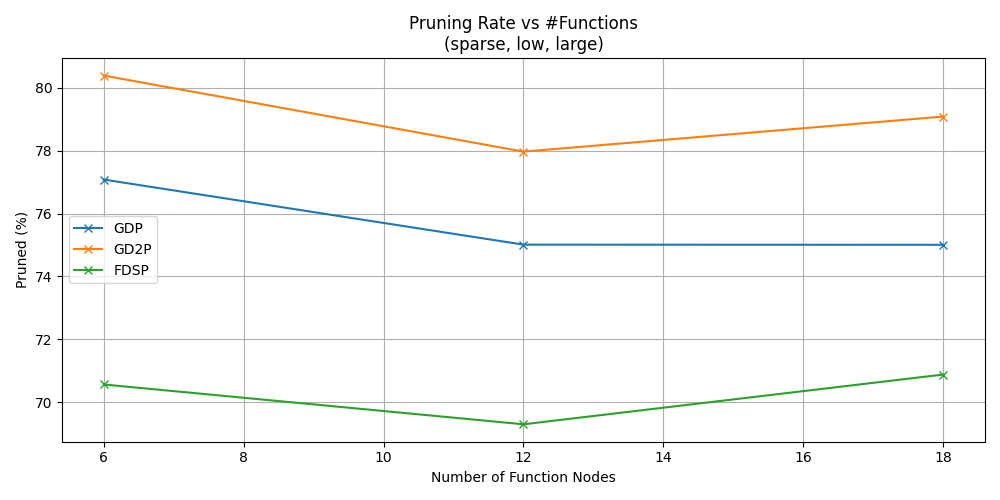 Pruning Rate vs #Functions
(sparse, low, large)
Pruned (%)
80
78
76
74
72
70
GDP
GD2P
FDSP
6
8
10
12
14
16
18
Number of Function Nodes